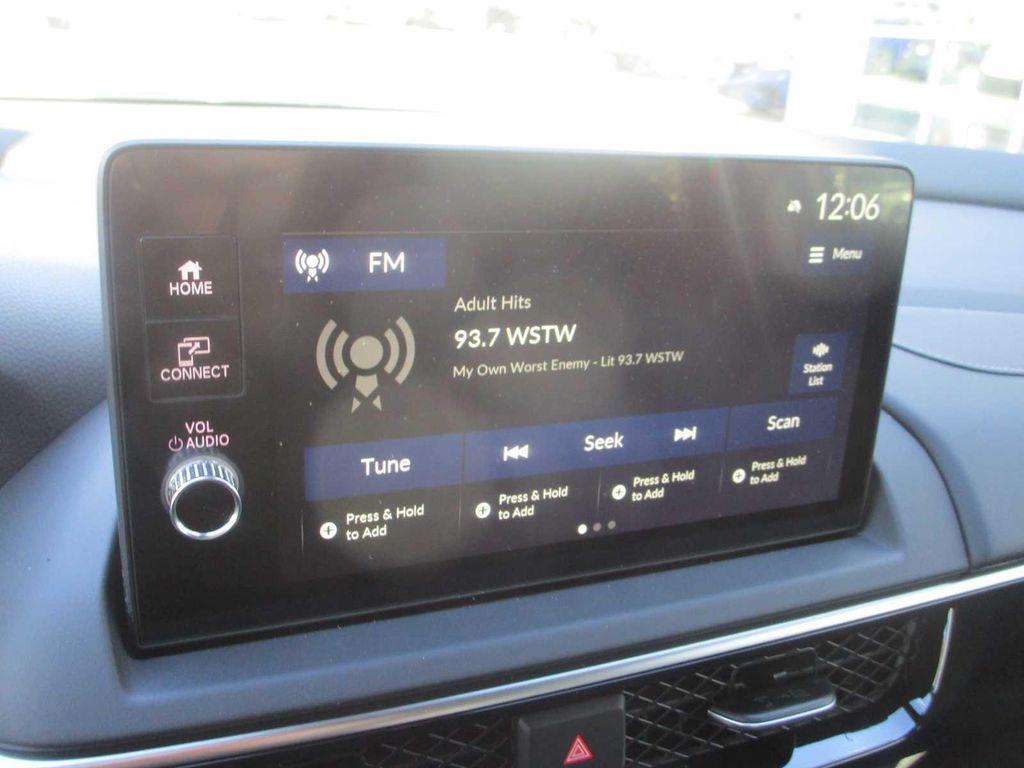 12:06
HOME
FM
Menu
Adult Hits
93.7 WSTW
My Own Worst Enemy - Lit 93.7 WSTW
CONNECT
Station
List
VOL
AUDIO
Tune
Seek
Scan
Press & Hold
to Add
Press & Hold
to Add
Press & Hold
to Add
Press & Hold
to Add